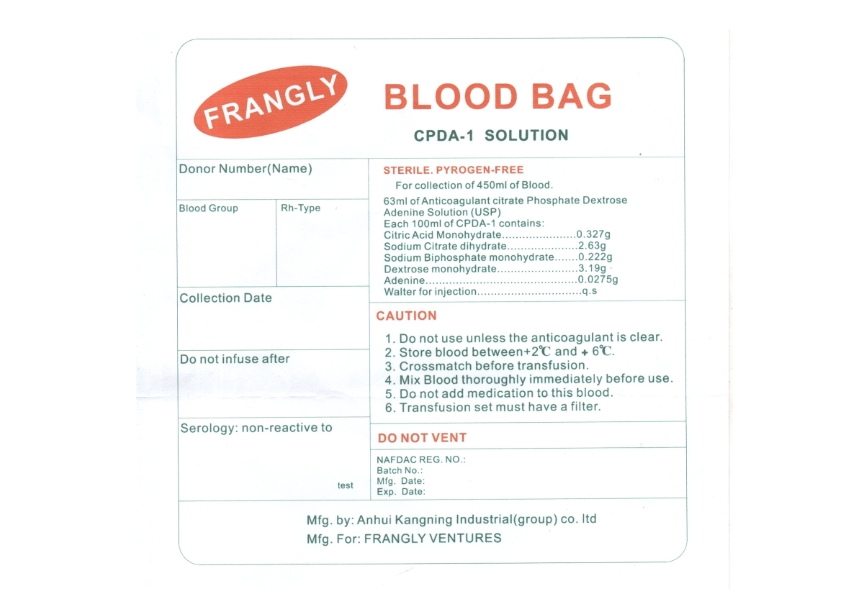 FRANGLY
BLOOD BAG
CPDA-1 SOLUTION
Donor Number(Name)
Blood Group
Rh-Type
Collection Date
Do not infuse after
Serology: non-reactive to
test
STERILE. PYROGEN-FREE
For collection of 450ml of Blood.
63ml of Anticoagulant citrate Phosphate Dextrose
Adenine Solution (USP)
Each 100ml of CPDA-1 contains:
Citric Acid Monohydrate......................0.327g
Sodium Citrate dihydrate.....................2.63g
Sodium Biphosphate monohydrate.......0.222g
Dextrose monohydrate........................3.19g
Adenine.............................................0.0275g
Walter for injection...............................q.s
CAUTION
1. Do not use unless the anticoagulant is clear.
2. Store blood between+2℃ and + 6℃.
3. Crossmatch before transfusion.
4. Mix Blood thoroughly immediately before use.
5. Do not add medication to this blood.
6. Transfusion set must have a filter.
DO NOT VENT
NAFDAC REG. NO.:
Batch No.:
Mfg. Date:
Exp. Date:
Mfg. by: Anhui Kangning Industrial(group) co. ltd
Mfg. For: FRANGLY VENTURES